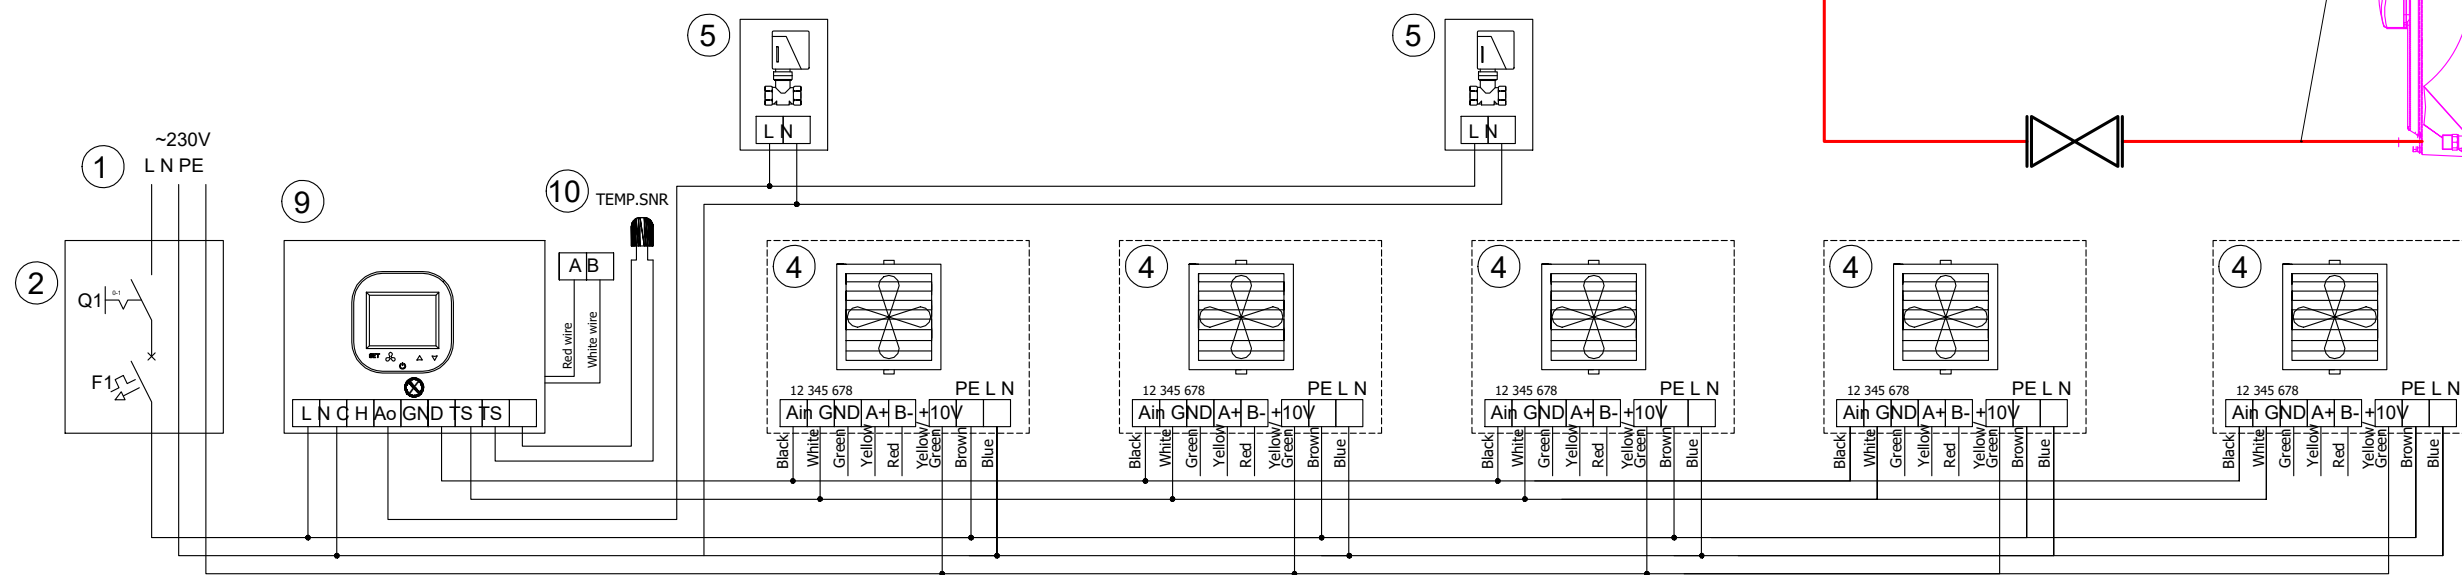 5
5
L N
L N
~230V
1
L N PE
10
TEMP.SNR
9
2
Q1
0-1
F1
A B
Red wire
White wire
SET
L N C H Ao GND TS TS
4
12 345 678
PE L N
Ain GND A+ B- +10V
Black
White
Green
Yellow
Red
Yellow/
Green
Brown
Blue
4
12 345 678
PE L N
Ain GND A+ B- +10V
Black
White
Green
Yellow
Red
Yellow/
Green
Brown
Blue
4
12 345 678
PE L N
Ain GND A+ B- +10V
Black
White
Green
Yellow
Red
Yellow/
Green
Brown
Blue
4
12 345 678
PE L N
Ain GND A+ B- +10V
Black
White
Green
Yellow
Red
Yellow/
Green
Brown
Blue
4
12 345 678
PE L N
Ain GND A+ B- +10V
Black
White
Green
Yellow
Red
Yellow/
Green
Brown
Blue